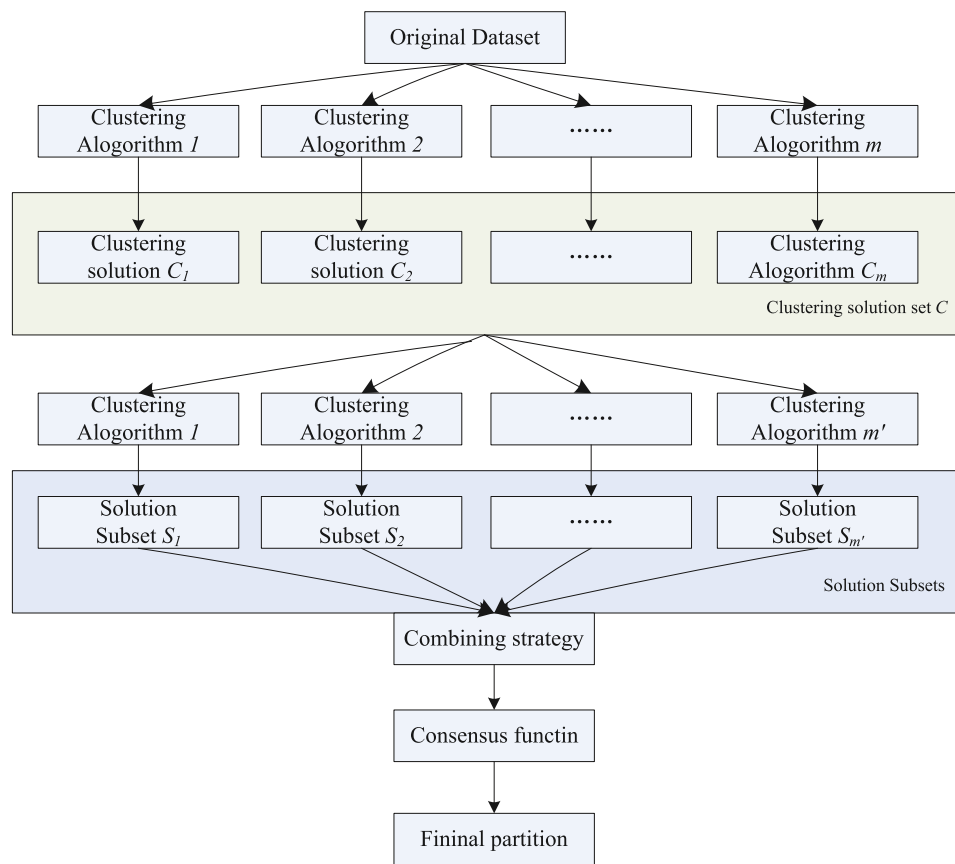 Original Dataset
Clustering
Alogorithm 1
Clustering
Alogorithm 2
......
Clustering
Alogorithm m
Clustering
solution C1
Clustering
solution C2
......
Clustering
Alogorithm Cm
Clustering solution set C
Clustering
Alogorithm 1
Clustering
Alogorithm 2
......
Clustering
Alogorithm m'
Solution
Subset S1
Solution
Subset S2
......
Solution
Subset Sm'
Solution Subsets
Combining strategy
Consensus functin
Fininal partition